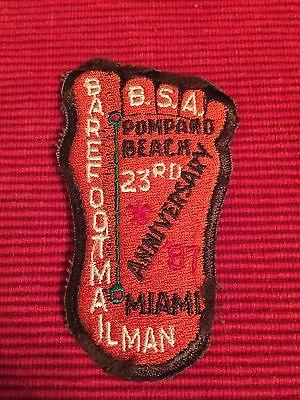 BAREFOOT MAILMAN
B.S.A.
POMPANO
BEACH
23RD
ANNIVERSARY
'87
MIAMI